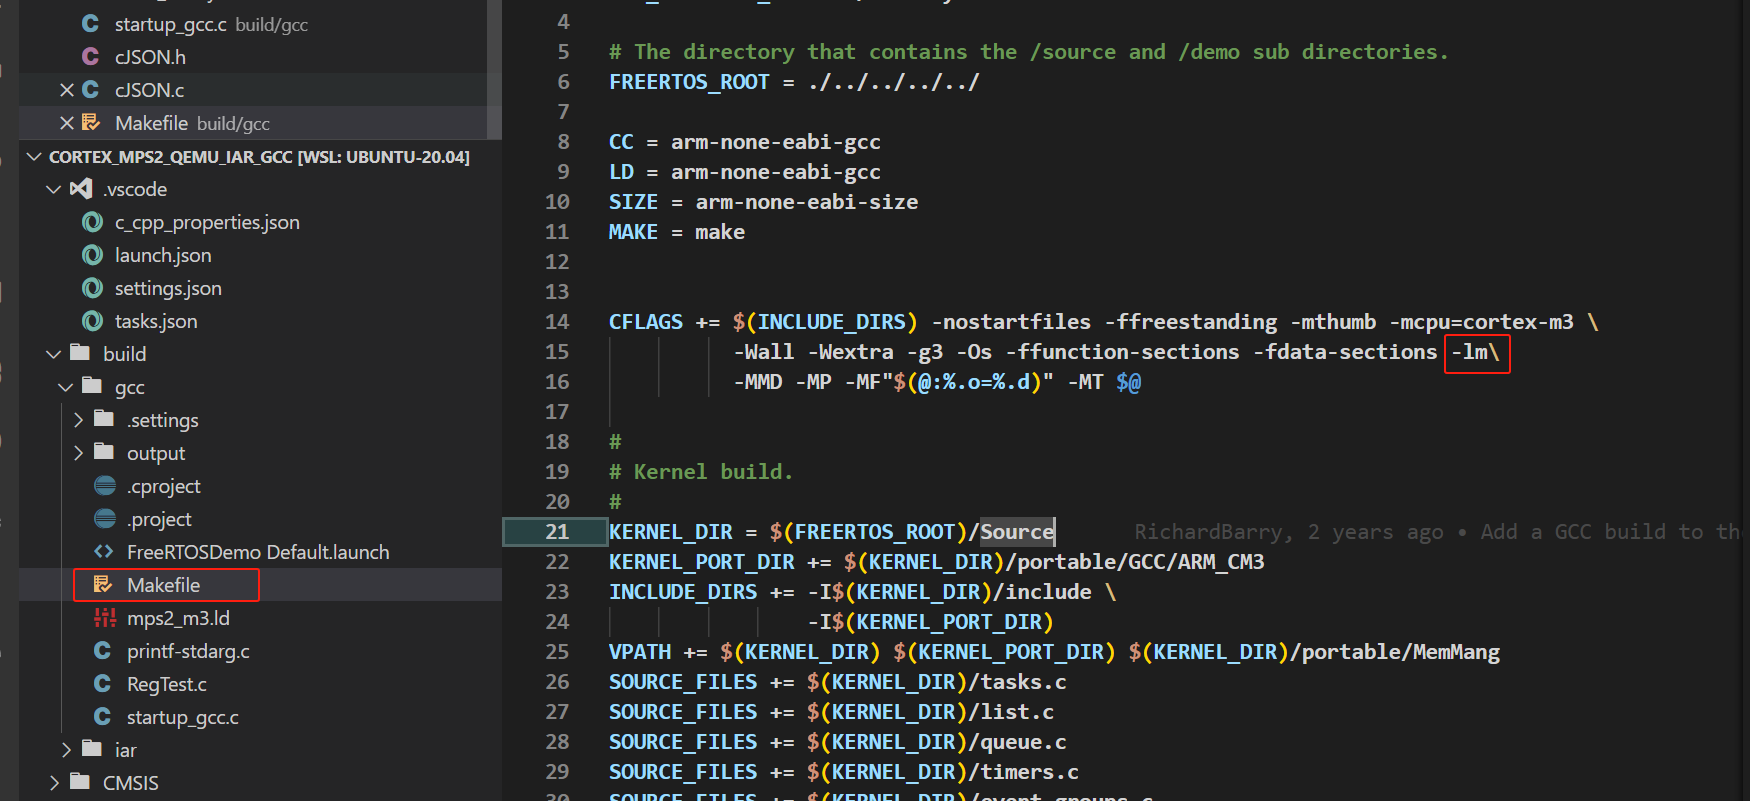 startup_gcc.c build/gcc
cJSON.h
cJSON.c
Makefile build/gcc
CORTEX_MPS2_QEMU_IAR_GCC [WSL: UBUNTU-20.04]
.vscode
c_cpp_properties.json
launch.json
settings.json
tasks.json
build
gcc
.settings
output
.cproject
.project
FreeRTOSDemo Default.launch
Makefile
mps2_m3.ld
printf-stdarg.c
RegTest.c
startup_gcc.c
iar
CMSIS
4
5 # The directory that contains the /source and /demo sub directories.
6 FREERTOS_ROOT = ./../../../../
7
8 CC = arm-none-eabi-gcc
9 LD = arm-none-eabi-gcc
10 SIZE = arm-none-eabi-size
11 MAKE = make
12
13
14 CFLAGS += $(INCLUDE_DIRS) -nostartfiles -ffreestanding -mthumb -mcpu=cortex-m3 \
15 -Wall -Wextra -g3 -Os -ffunction-sections -fdata-sections -lm\
16 -MMD -MP -MF"$(@:%.o=%.d)" -MT $@
17
18 #
19 # Kernel build.
20 #
21 KERNEL_DIR = $(FREERTOS_ROOT)/Source RichardBarry, 2 years ago • Add a GCC build to the
22 KERNEL_PORT_DIR += $(KERNEL_DIR)/portable/GCC/ARM_CM3
23 INCLUDE_DIRS += -I$(KERNEL_DIR)/include \
24 -I$(KERNEL_PORT_DIR)
25 VPATH += $(KERNEL_DIR) $(KERNEL_PORT_DIR) $(KERNEL_DIR)/portable/MemMang
26 SOURCE_FILES += $(KERNEL_DIR)/tasks.c
27 SOURCE_FILES += $(KERNEL_DIR)/list.c
28 SOURCE_FILES += $(KERNEL_DIR)/queue.c
29 SOURCE_FILES += $(KERNEL_DIR)/timers.c
30 SOURCE_FILES += $(KERNEL_DIR)/event_groups.c